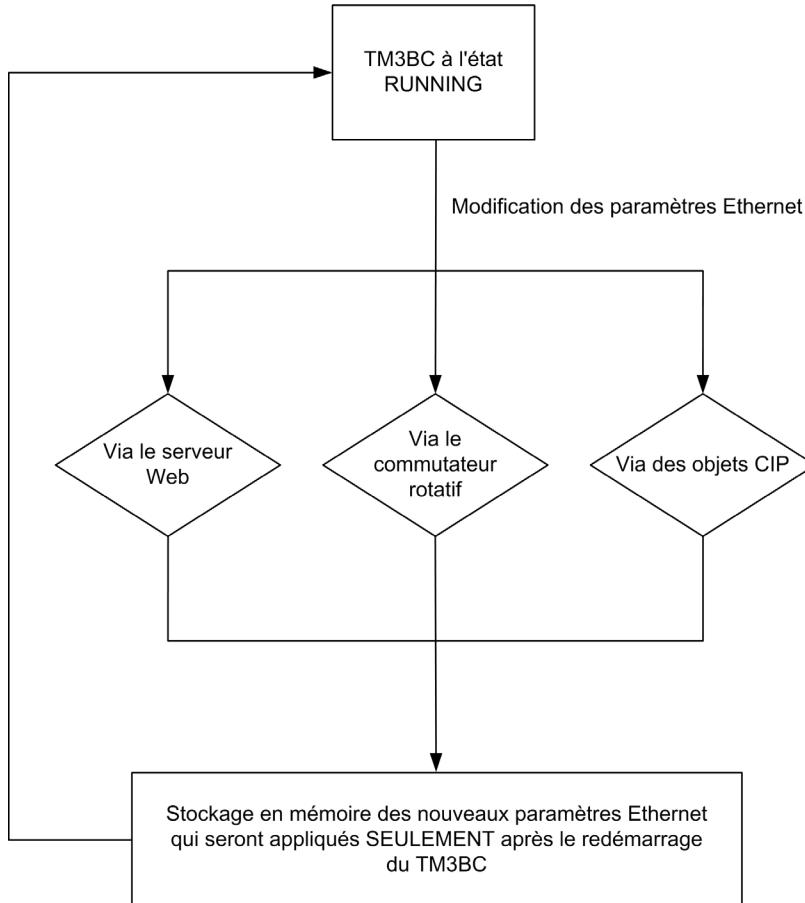 TM3BC à l'état
RUNNING
Modification des paramètres Ethernet
Via le serveur
Web
Via le
commutateur
rotatif
Via des objets CIP
Stockage en mémoire des nouveaux paramètres Ethernet
qui seront appliqués SEULEMENT après le redémarrage
du TM3BC